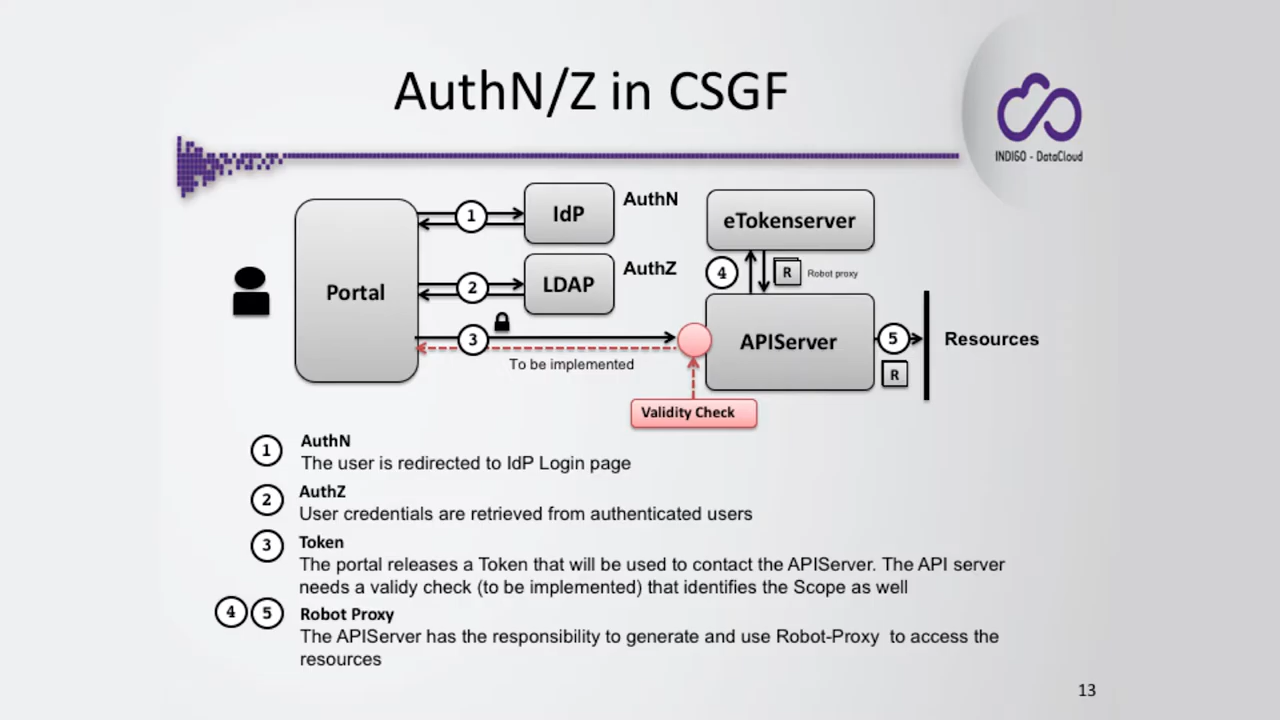 AuthN/Z in CSGF
INDIGO - DataCloud
1
IdP
AuthN
eTokenserver
Portal
2
LDAP
AuthZ
4
R
Robot proxy
3
APIServer
5
Resources
To be implemented
R
Validity Check
1
AuthN
The user is redirected to IdP Login page
2
AuthZ
User credentials are retrieved from authenticated users
3
Token
The portal releases a Token that will be used to contact the APIServer. The API server
needs a validy check (to be implemented) that identifies the Scope as well
4 5
Robot Proxy
The APIServer has the responsibility to generate and use Robot-Proxy to access the
resources
13